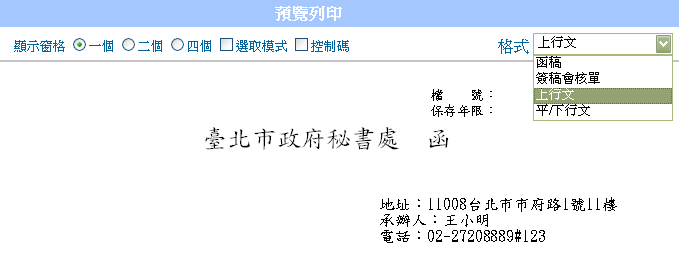 預覽列印
顯示窗格 一個 二個 四個 選取模式 控制碼 格式 上行文
函稿
簽稿會核單
上行文
平/下行文
檔 號：
保存年限：
臺北市政府秘書處 函
地址：11008台北市市府路1號11樓
承辦人：王小明
電話：02-27208889#123